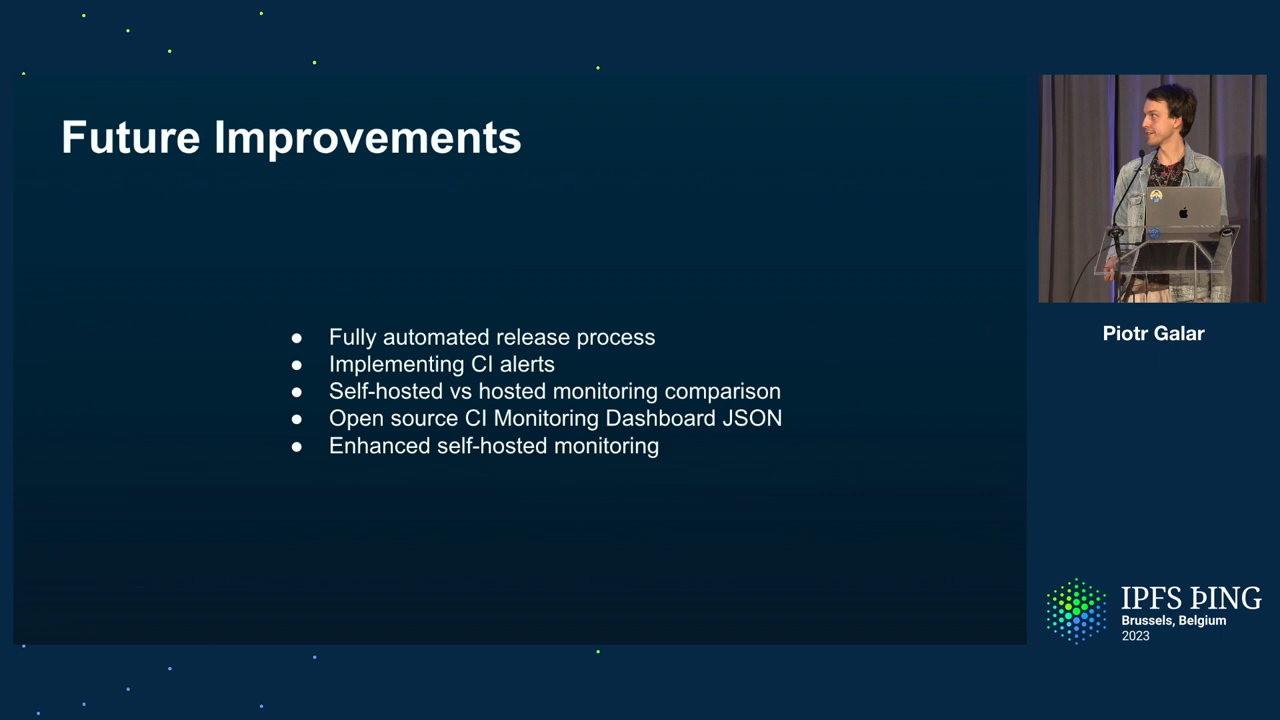 Future Improvements
● Fully automated release process
● Implementing CI alerts
● Self-hosted vs hosted monitoring comparison
● Open source CI Monitoring Dashboard JSON
● Enhanced self-hosted monitoring
Piotr Galar
IPFS ÞING
Brussels, Belgium
2023